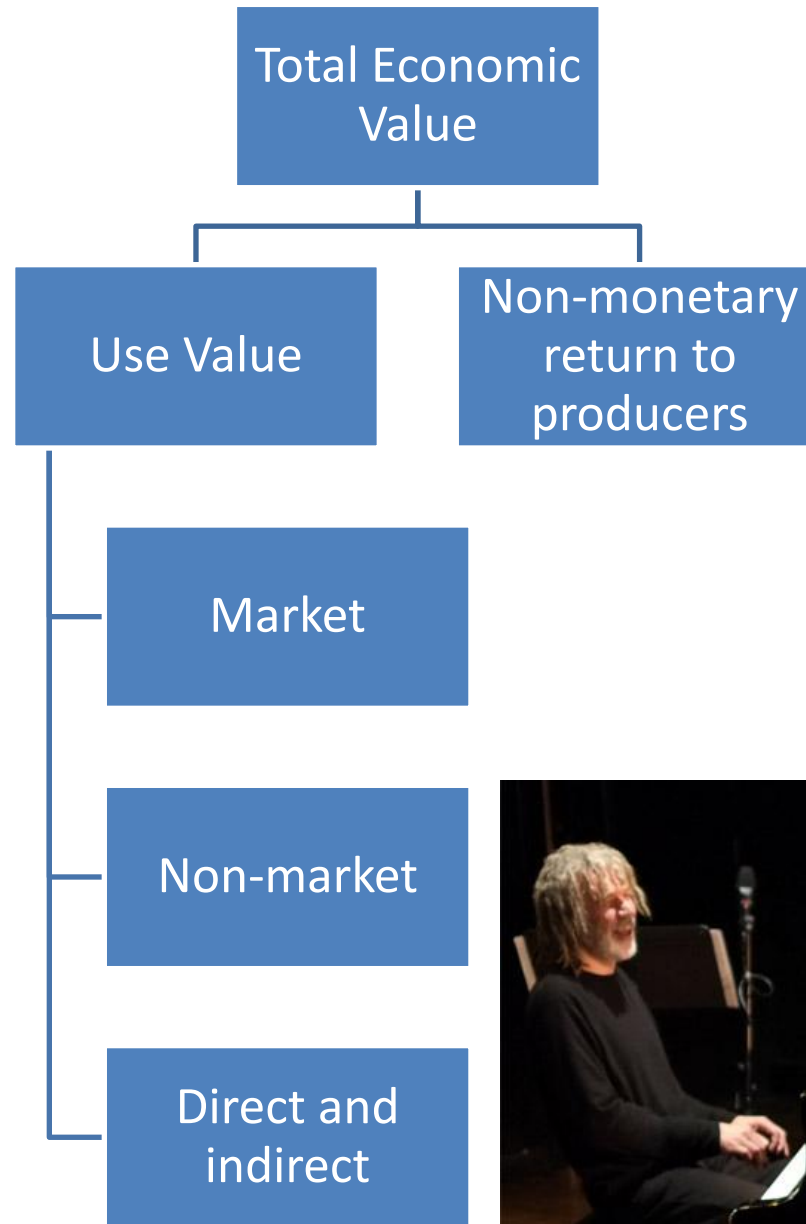 Total Economic
Value
Use Value
Non-monetary
return to
producers
Market
Non-market
Direct and
indirect